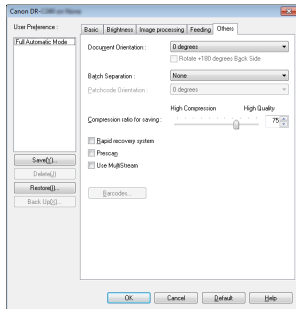 Canon DR-
User Preference :
Full Automatic Mode
Save(Y)...
Delete(J)
Restore(I)...
Back Up(V)...
Basic Brightness Image processing Feeding Others
Document Orientation : 0 degrees
Rotate +180 degrees Back Side
Batch Separation : None
Patchcode Orientation : 0 degrees
High Compression High Quality
Compression ratio for saving : 75
Rapid recovery system
Prescan
Use MultiStream
Barcodes...
OK Cancel Default Help